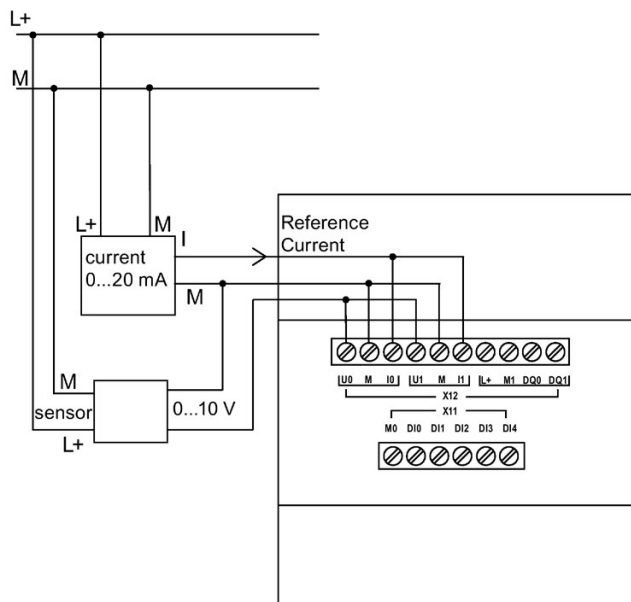 L+
M
L+ M
I
current
0...20 mA
M
Reference
Current
M
sensor
L+
0...10 V
U0 M I0 U1 M I1 L+ M1 DQ0 DQ1
X12
X11
M0 DI0 DI1 DI2 DI3 DI4